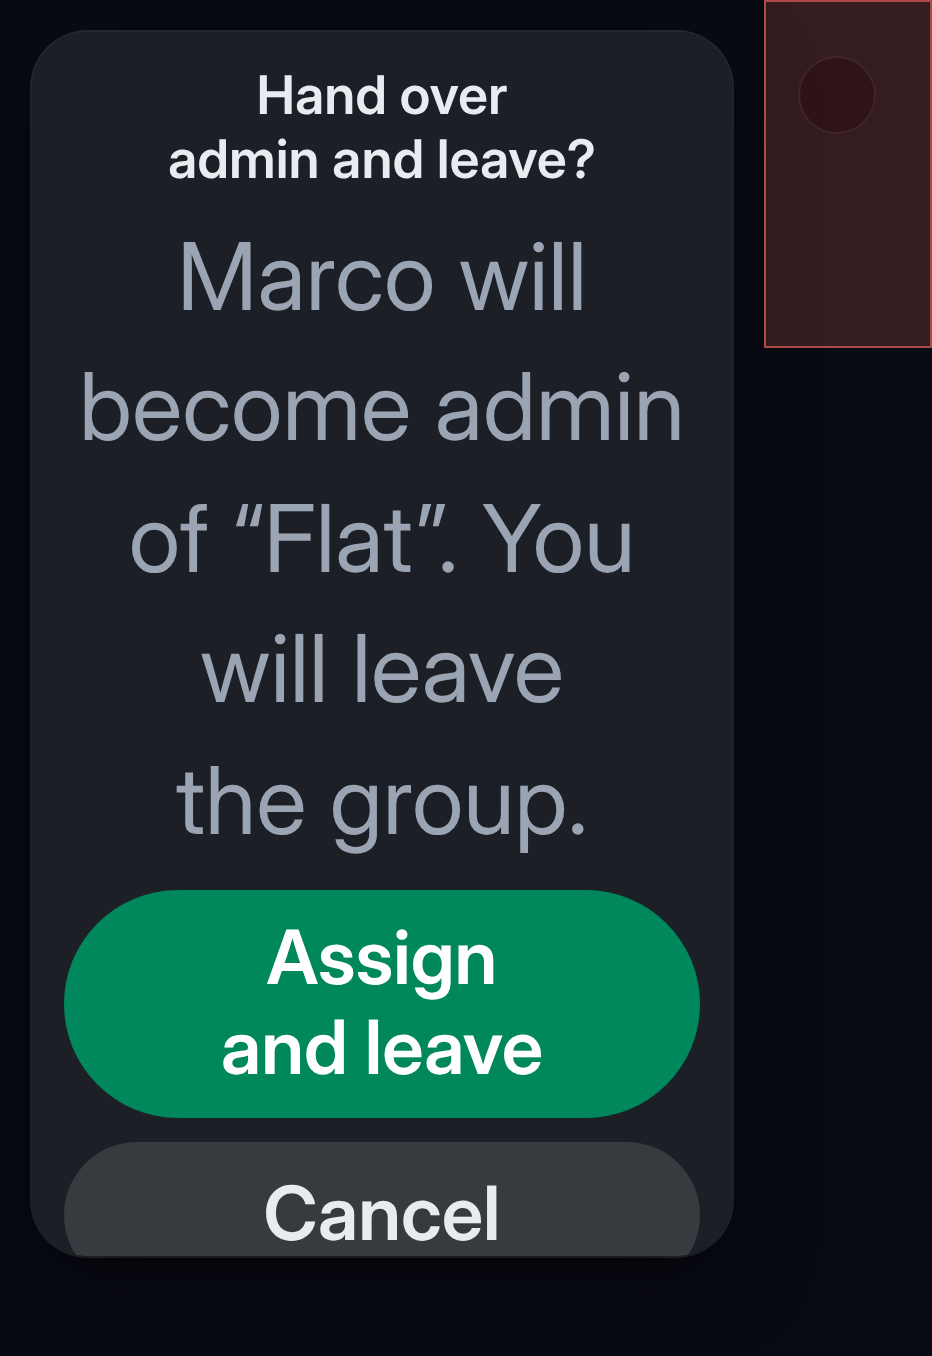 Hand over
admin and leave?
Marco will
become admin
of “Flat”. You
will leave
the group.
Assign
and leave
Cancel